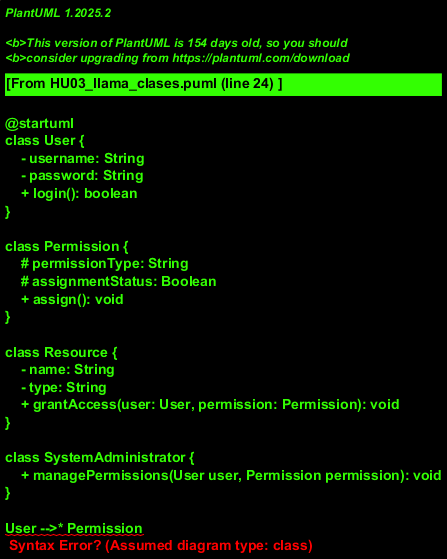 PlantUML 1.2025.2
<b>This version of PlantUML is 154 days old, so you should
<b>consider upgrading from https://plantuml.com/download
[From HU03_llama_clases.puml (line 24) ]
@startuml
class User {
- username: String
- password: String
+ login(): boolean
}
class Permission {
# permissionType: String
# assignmentStatus: Boolean
+ assign(): void
}
class Resource {
- name: String
- type: String
+ grantAccess(user: User, permission: Permission): void
}
class SystemAdministrator {
+ managePermissions(User user, Permission permission): void
}
User -->* Permission
Syntax Error? (Assumed diagram type: class)